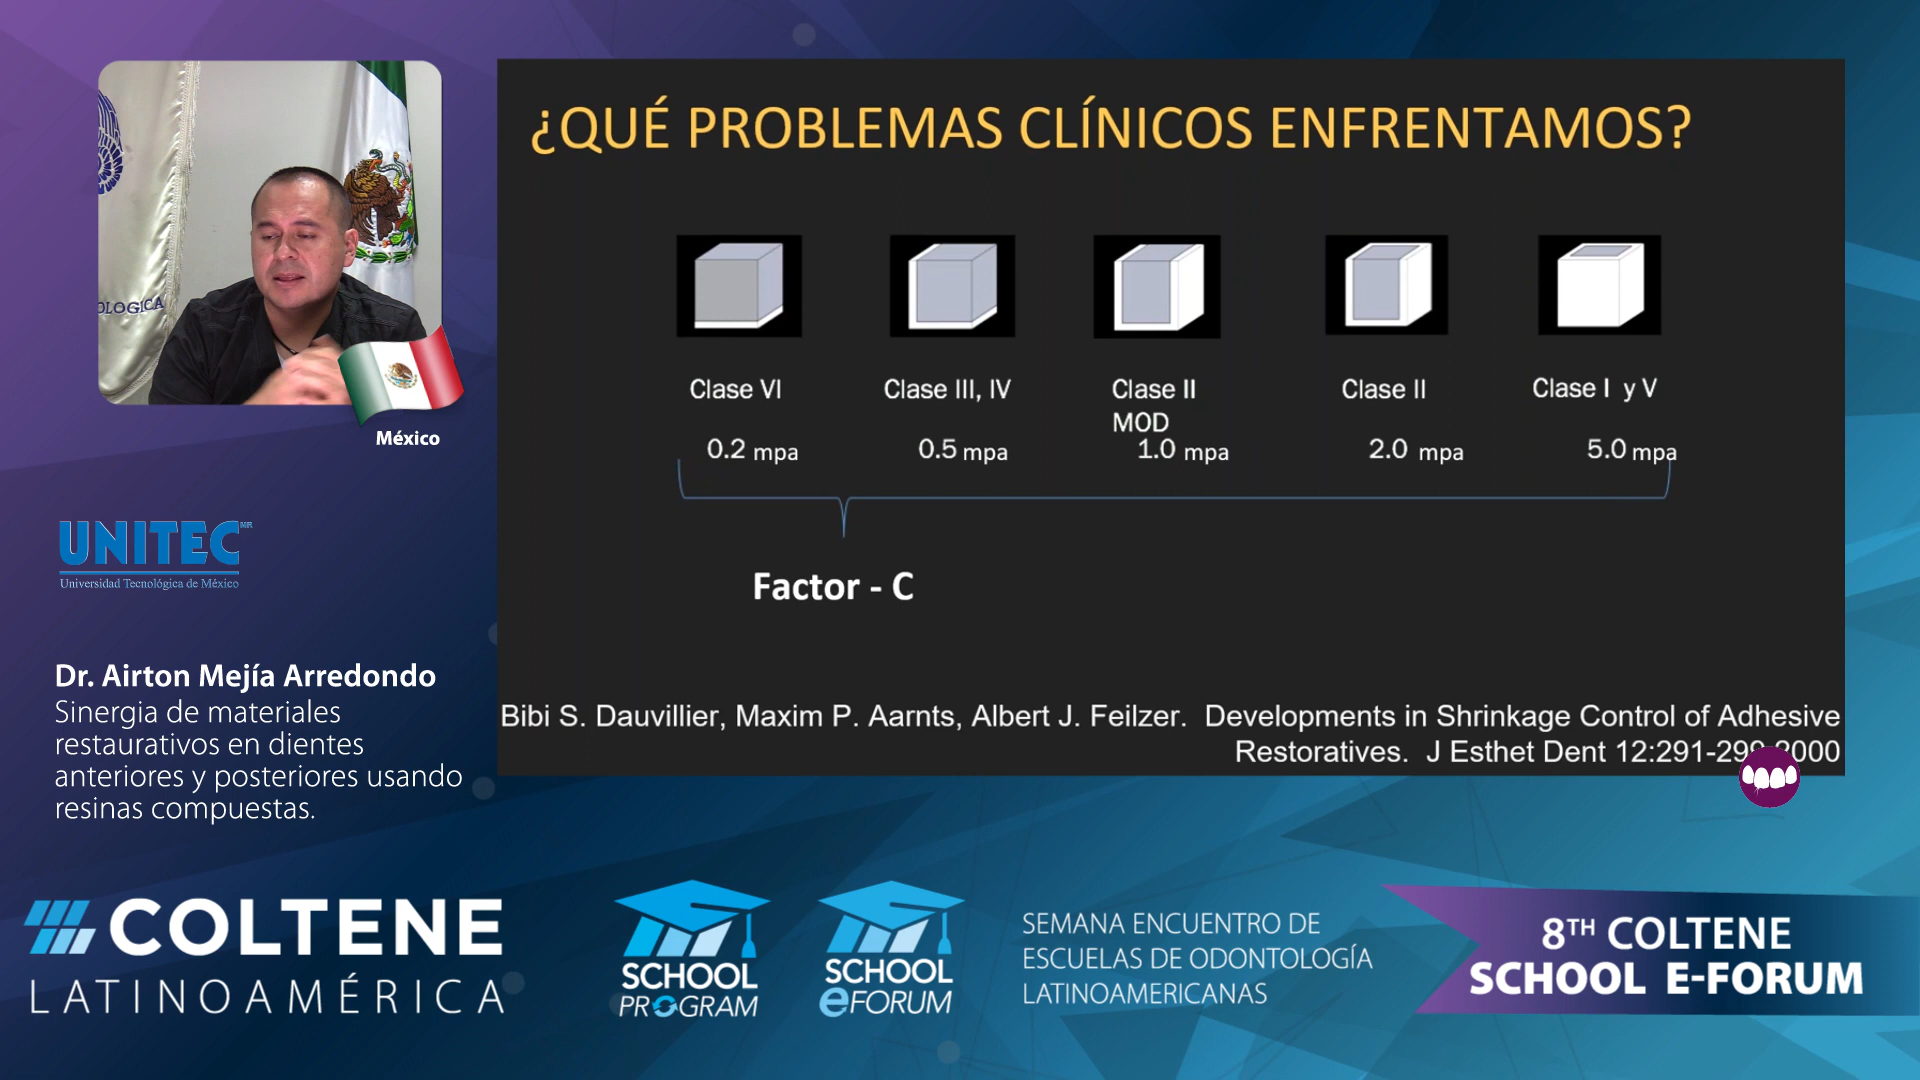 ¿QUÉ PROBLEMAS CLÍNICOS ENFRENTAMOS?
Clase VI
Clase III, IV
Clase II
MOD
Clase II
Clase I y V
0.2 mpa
0.5 mpa
1.0 mpa
2.0 mpa
5.0 mpa
Factor - C
Bibi S. Dauvillier, Maxim P. Aarnts, Albert J. Feilzer. Developments in Shrinkage Control of Adhesive
Restoratives. J Esthet Dent 12:291-299 2000
OLOGICA
México
UNITEC MR
Universidad Tecnológica de México
Dr. Airton Mejía Arredondo
Sinergia de materiales
restaurativos en dientes
anteriores y posteriores usando
resinas compuestas.
COLTENE
LATINOAMÉRICA
SCHOOL
PROGRAM
SCHOOL
eFORUM
SEMANA ENCUENTRO DE
ESCUELAS DE ODONTOLOGÍA
LATINOAMERICANAS
8TH COLTENE
SCHOOL E-FORUM